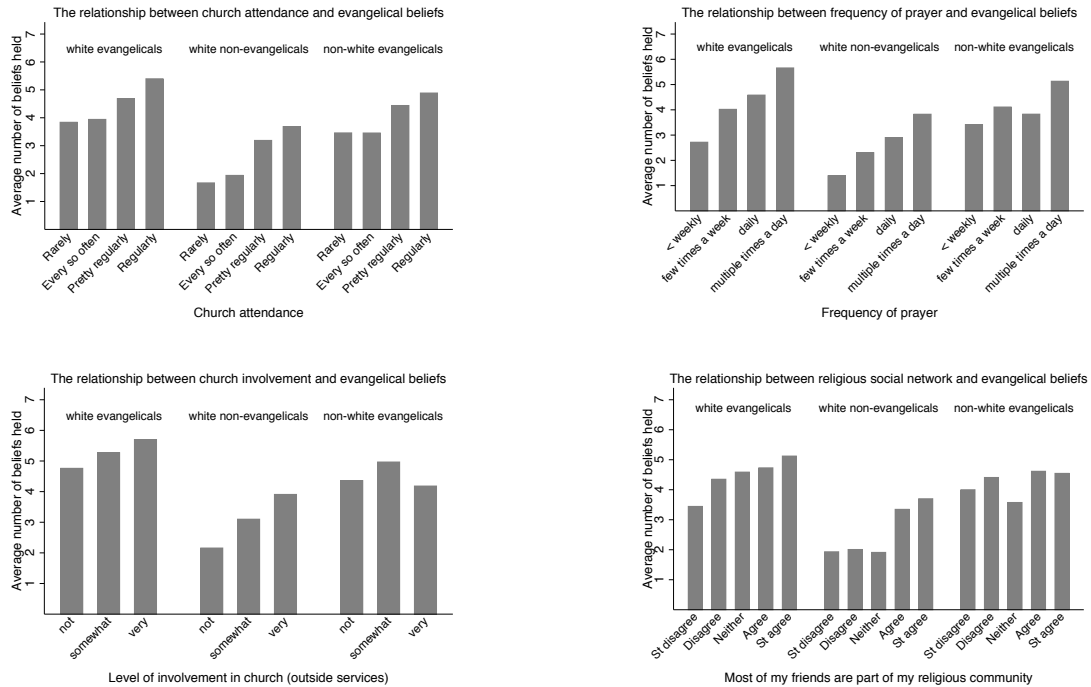 The relationship between church attendance and evangelical beliefs
Average number of beliefs held
1 2 3 4 5 6 7
white evangelicals white non-evangelicals non-white evangelicals
Rarely Every so often Pretty regularly Regularly Rarely Every so often Pretty regularly Regularly Rarely Every so often Pretty regularly Regularly
Church attendance
The relationship between frequency of prayer and evangelical beliefs
Average number of beliefs held
1 2 3 4 5 6 7
white evangelicals white non-evangelicals non-white evangelicals
< weekly few times a week daily multiple times a day < weekly few times a week daily multiple times a day < weekly few times a week daily multiple times a day
Frequency of prayer
The relationship between church involvement and evangelical beliefs
Average number of beliefs held
1 2 3 4 5 6 7
white evangelicals white non-evangelicals non-white evangelicals
not somewhat very not somewhat very not somewhat very
Level of involvement in church (outside services)
The relationship between religious social network and evangelical beliefs
Average number of beliefs held
1 2 3 4 5 6 7
white evangelicals white non-evangelicals non-white evangelicals
St disagree Disagree Neither Agree St agree St disagree Disagree Neither Agree St agree St disagree Disagree Neither Agree St agree
Most of my friends are part of my religious community